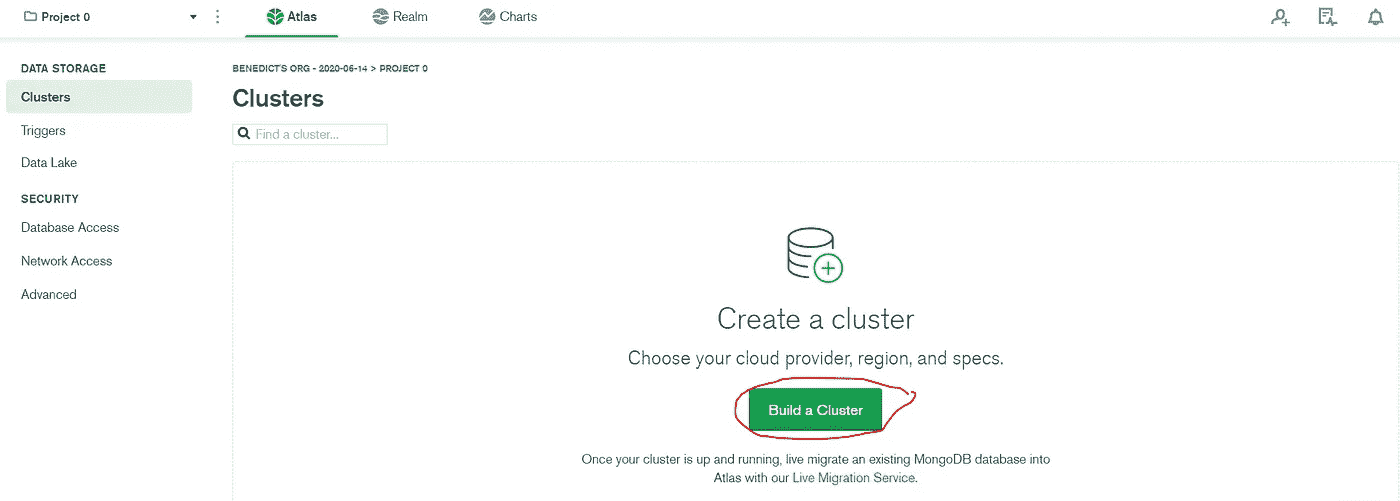 Project 0
Atlas
Realm
Charts
DATA STORAGE
Clusters
Triggers
Data Lake
SECURITY
Database Access
Network Access
Advanced
BENEDICT'S ORG - 2020-06-14 > PROJECT 0
Clusters
Find a cluster...
Create a cluster
Choose your cloud provider, region, and specs.
Build a Cluster
Once your cluster is up and running, live migrate an existing MongoDB database into
Atlas with our Live Migration Service.